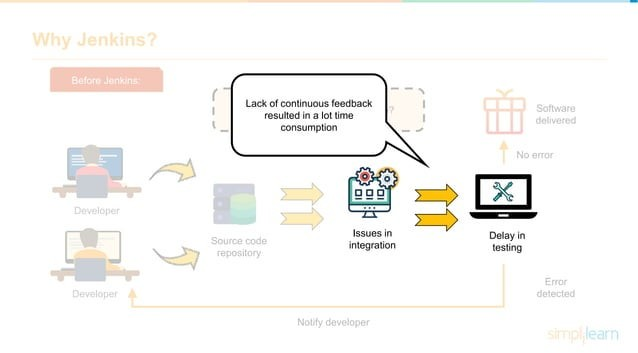 Why Jenkins?
Before Jenkins:
Lack of continuous feedback
resulted in a lot time
consumption
?
Software
delivered
No error
Developer
Source code
repository
Issues in
integration
Delay in
testing
Developer
Error
detected
Notify developer
simplilearn